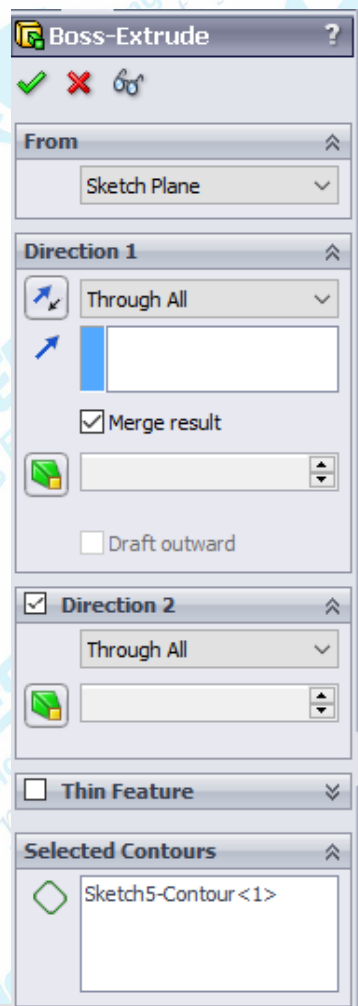 Boss-Extrude ?
From
Sketch Plane
Direction 1
Through All
Merge result
Draft outward
Direction 2
Through All
Thin Feature
Selected Contours
Sketch5-Contour<1>